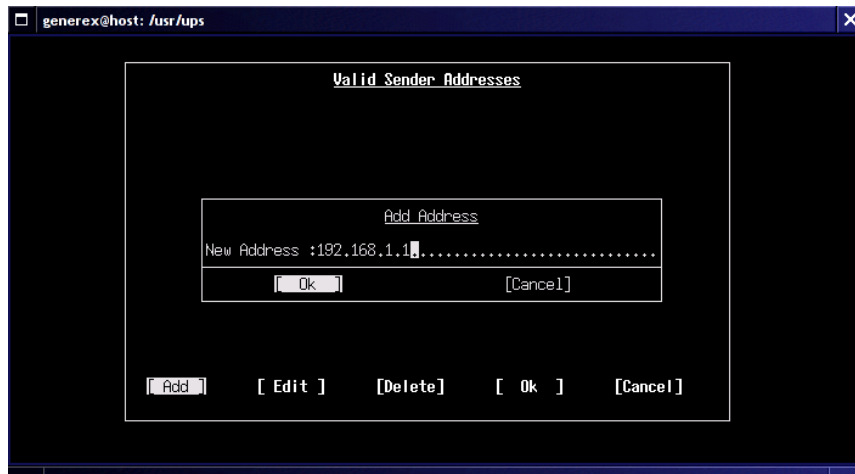 generex@host: /usr/ups
Valid Sender Addresses
Add Address
New Address :192.168.1.1............................
[ Ok ] [Cancel]
[ Add ] [ Edit ] [Delete] [ Ok ] [Cancel]